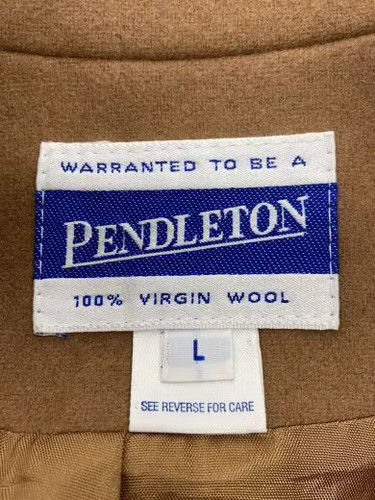 WARRANTED TO BE A
PENDLETON
100% VIRGIN WOOL
L
SEE REVERSE FOR CARE